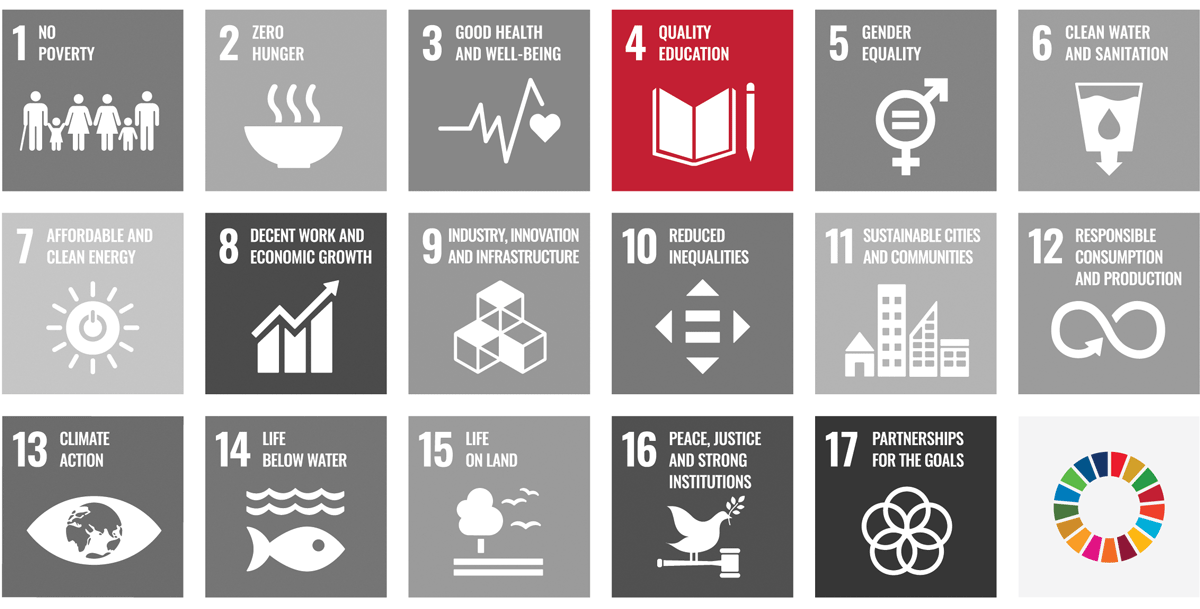 1 NO
POVERTY
2 ZERO
HUNGER
3 GOOD HEALTH
AND WELL-BEING
4 QUALITY
EDUCATION
5 GENDER
EQUALITY
6 CLEAN WATER
AND SANITATION
7 AFFORDABLE AND
CLEAN ENERGY
8 DECENT WORK AND
ECONOMIC GROWTH
9 INDUSTRY, INNOVATION
AND INFRASTRUCTURE
10 REDUCED
INEQUALITIES
11 SUSTAINABLE CITIES
AND COMMUNITIES
12 RESPONSIBLE
CONSUMPTION
AND PRODUCTION
13 CLIMATE
ACTION
14 LIFE
BELOW WATER
15 LIFE
ON LAND
16 PEACE, JUSTICE
AND STRONG
INSTITUTIONS
17 PARTNERSHIPS
FOR THE GOALS